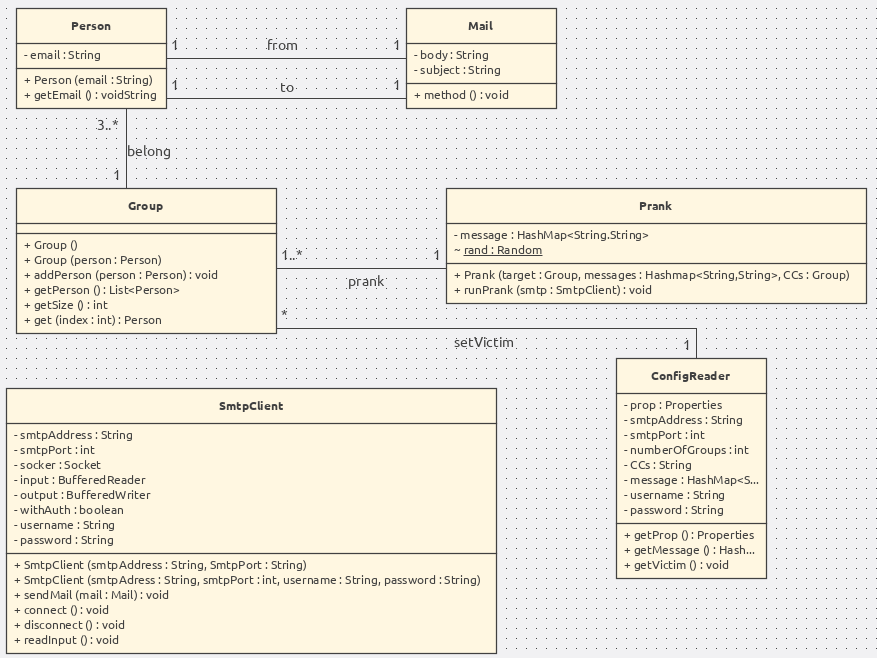 Person
- email : String
+ Person (email : String)
+ getEmail () : voidString
1
from
1
1
to
1
Mail
- body : String
- subject : String
+ method () : void
3..*
belong
1
Group
+ Group ()
+ Group (person : Person)
+ addPerson (person : Person) : void
+ getPerson () : List<Person>
+ getSize () : int
+ get (index : int) : Person
1..*
prank
1
Prank
- message : HashMap<String.String>
~ rand : Random
+ Prank (target : Group, messages : Hashmap<String,String>, CCs : Group)
+ runPrank (smtp : SmtpClient) : void
*
setVictim
1
ConfigReader
- prop : Properties
- smtpAddress : String
- smtpPort : int
- numberOfGroups : int
- CCs : String
- message : HashMap<S...
- username : String
- password : String
+ getProp () : Properties
+ getMessage () : Hash...
+ getVictim () : void
SmtpClient
- smtpAddress : String
- smtpPort : int
- socker : Socket
- input : BufferedReader
- output : BufferedWriter
- withAuth : boolean
- username : String
- password : String
+ SmtpClient (smtpAddress : String, SmtpPort : String)
+ SmtpClient (smtpAdress : String, smtpPort : int, username : String, password : String)
+ sendMail (mail : Mail) : void
+ connect () : void
+ disconnect () : void
+ readInput () : void